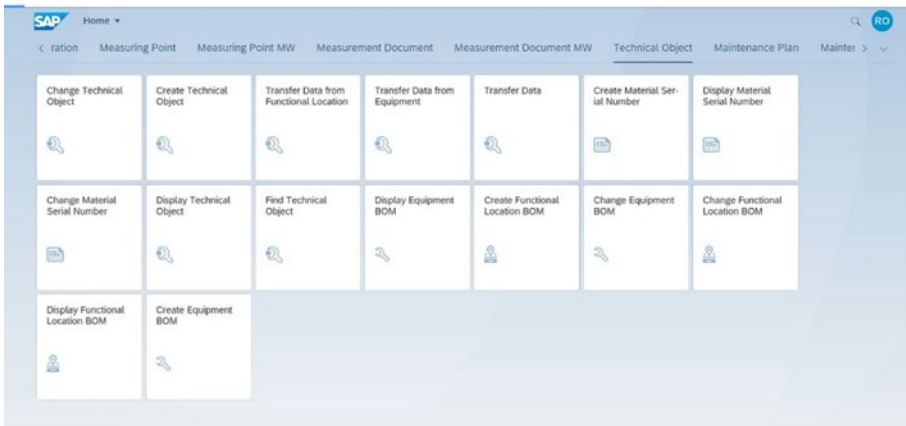 SAP Home
RO
ration Measuring Point Measuring Point MW Measurement Document Measurement Document MW Technical Object Maintenance Plan Mainte
Change Technical
Object
Create Technical
Object
Transfer Data from
Functional Location
Transfer Data from
Equipment
Transfer Data
Create Material Ser-
ial Number
Display Material
Serial Number
Change Material
Serial Number
Display Technical
Object
Find Technical
Object
Display Equipment
BOM
Create Functional
Location BOM
Change Equipment
BOM
Change Functional
Location BOM
Display Functional
Location BOM
Create Equipment
BOM